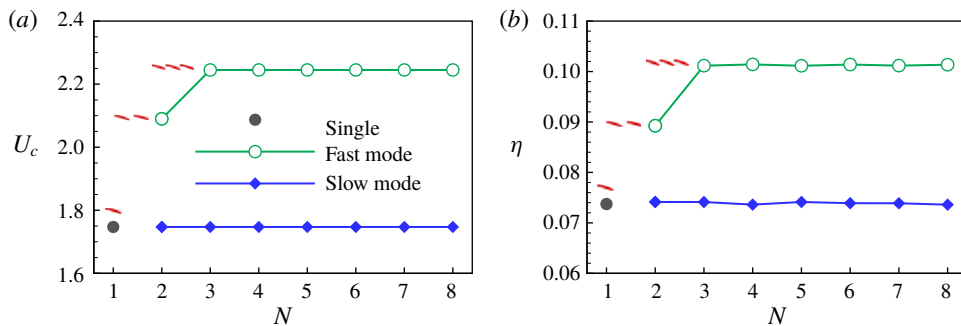 (a)
2.4
2.2
2.0
1.8
1.6
U_c
Single
Fast mode
Slow mode
1 2 3 4 5 6 7 8
N
(b)
0.11
0.10
0.09
0.08
0.07
0.06
η
1 2 3 4 5 6 7 8
N